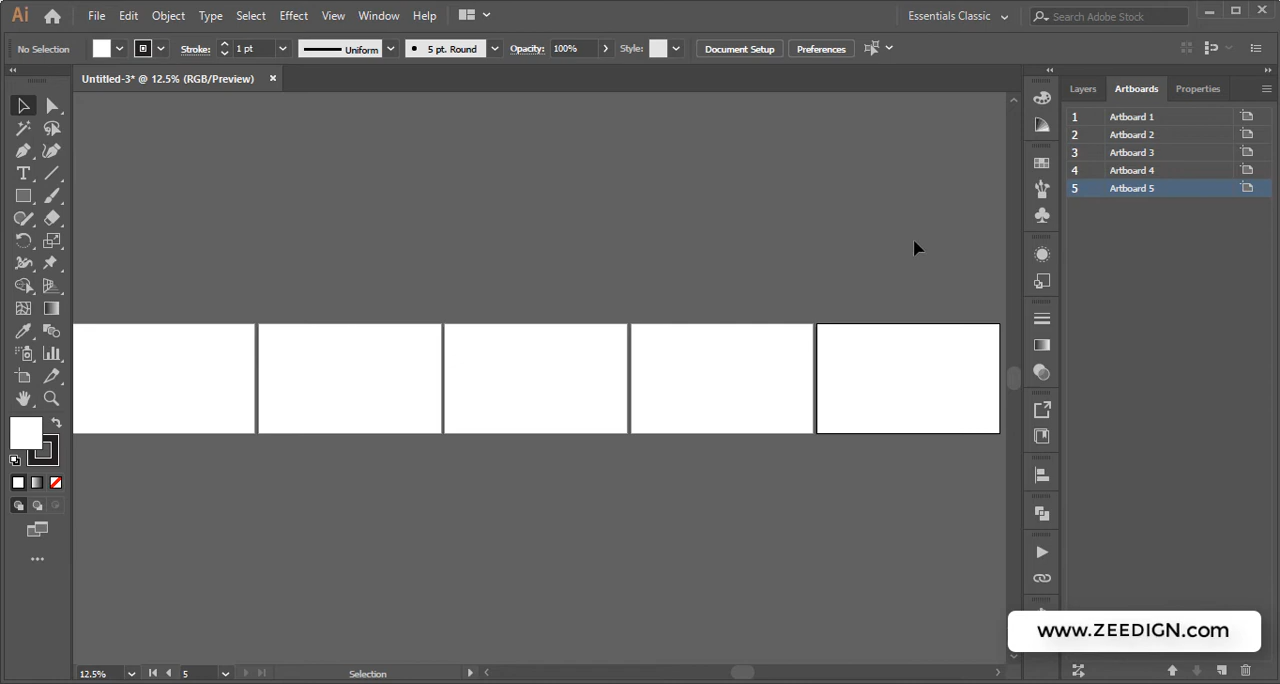 Ai File Edit Object Type Select Effect View Window Help Essentials Classic Search Adobe Stock
No Selection Stroke: 1 pt Uniform 5 pt. Round Opacity: 100% Style: Document Setup Preferences
Untitled-3* @ 12.5% (RGB/Preview)
Layers Artboards Properties
1 Artboard 1
2 Artboard 2
3 Artboard 3
4 Artboard 4
5 Artboard 5
www.ZEEDIGN.com
12.5% 5 Selection